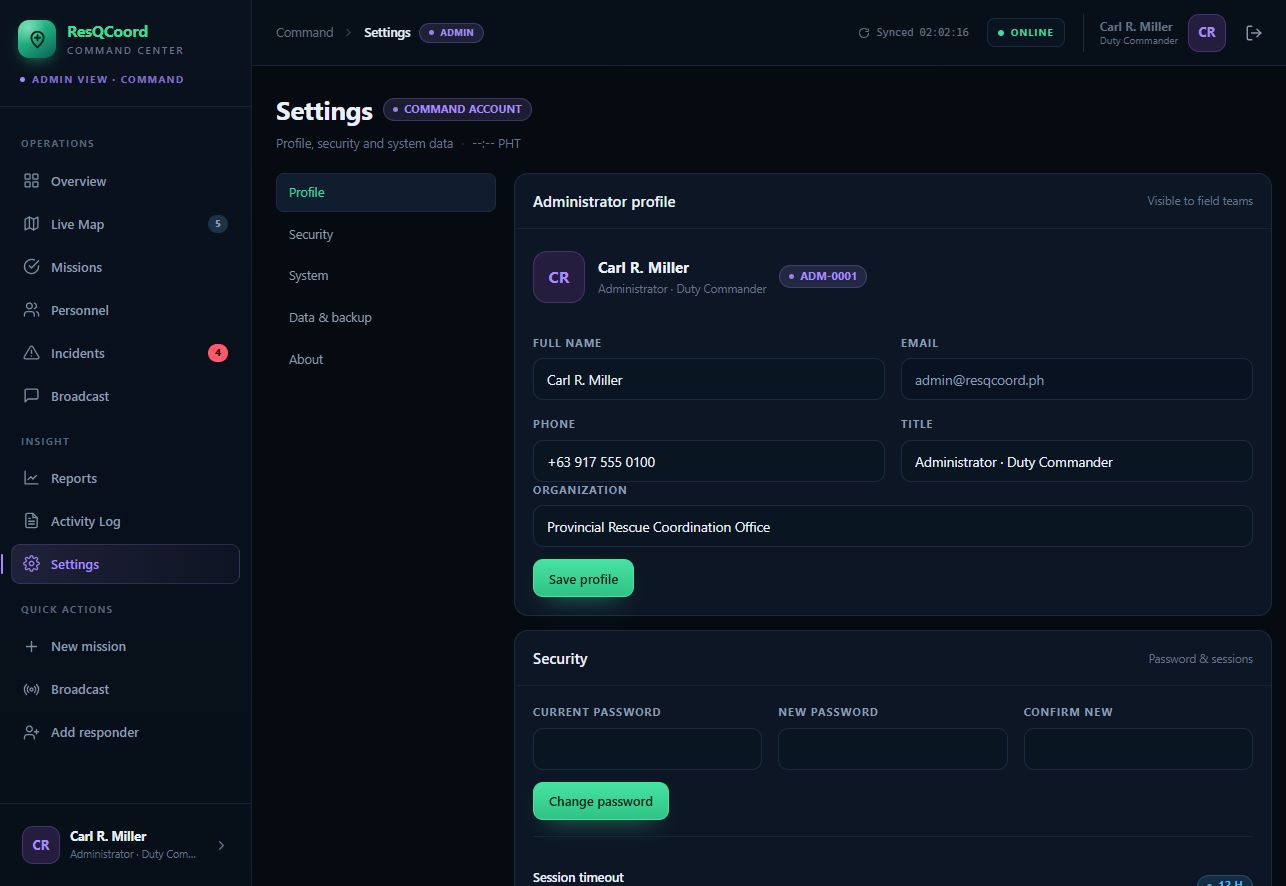 ResQCoord
COMMAND CENTER
ADMIN VIEW · COMMAND
OPERATIONS
Overview
Live Map 5
Missions
Personnel
Incidents 4
Broadcast
INSIGHT
Reports
Activity Log
Settings
QUICK ACTIONS
New mission
Broadcast
Add responder
CR
Carl R. Miller
Administrator · Duty Com...
Command > Settings ADMIN
Synced 02:02:16
ONLINE
Carl R. Miller
Duty Commander
CR
Settings COMMAND ACCOUNT
Profile, security and system data · --:-- PHT
Profile
Security
System
Data & backup
About
Administrator profile Visible to field teams
CR
Carl R. Miller
Administrator · Duty Commander
ADM-0001
FULL NAME
Carl R. Miller
EMAIL
admin@resqcoord.ph
PHONE
+63 917 555 0100
TITLE
Administrator · Duty Commander
ORGANIZATION
Provincial Rescue Coordination Office
Save profile
Security Password & sessions
CURRENT PASSWORD
NEW PASSWORD
CONFIRM NEW
Change password
Session timeout
12 H